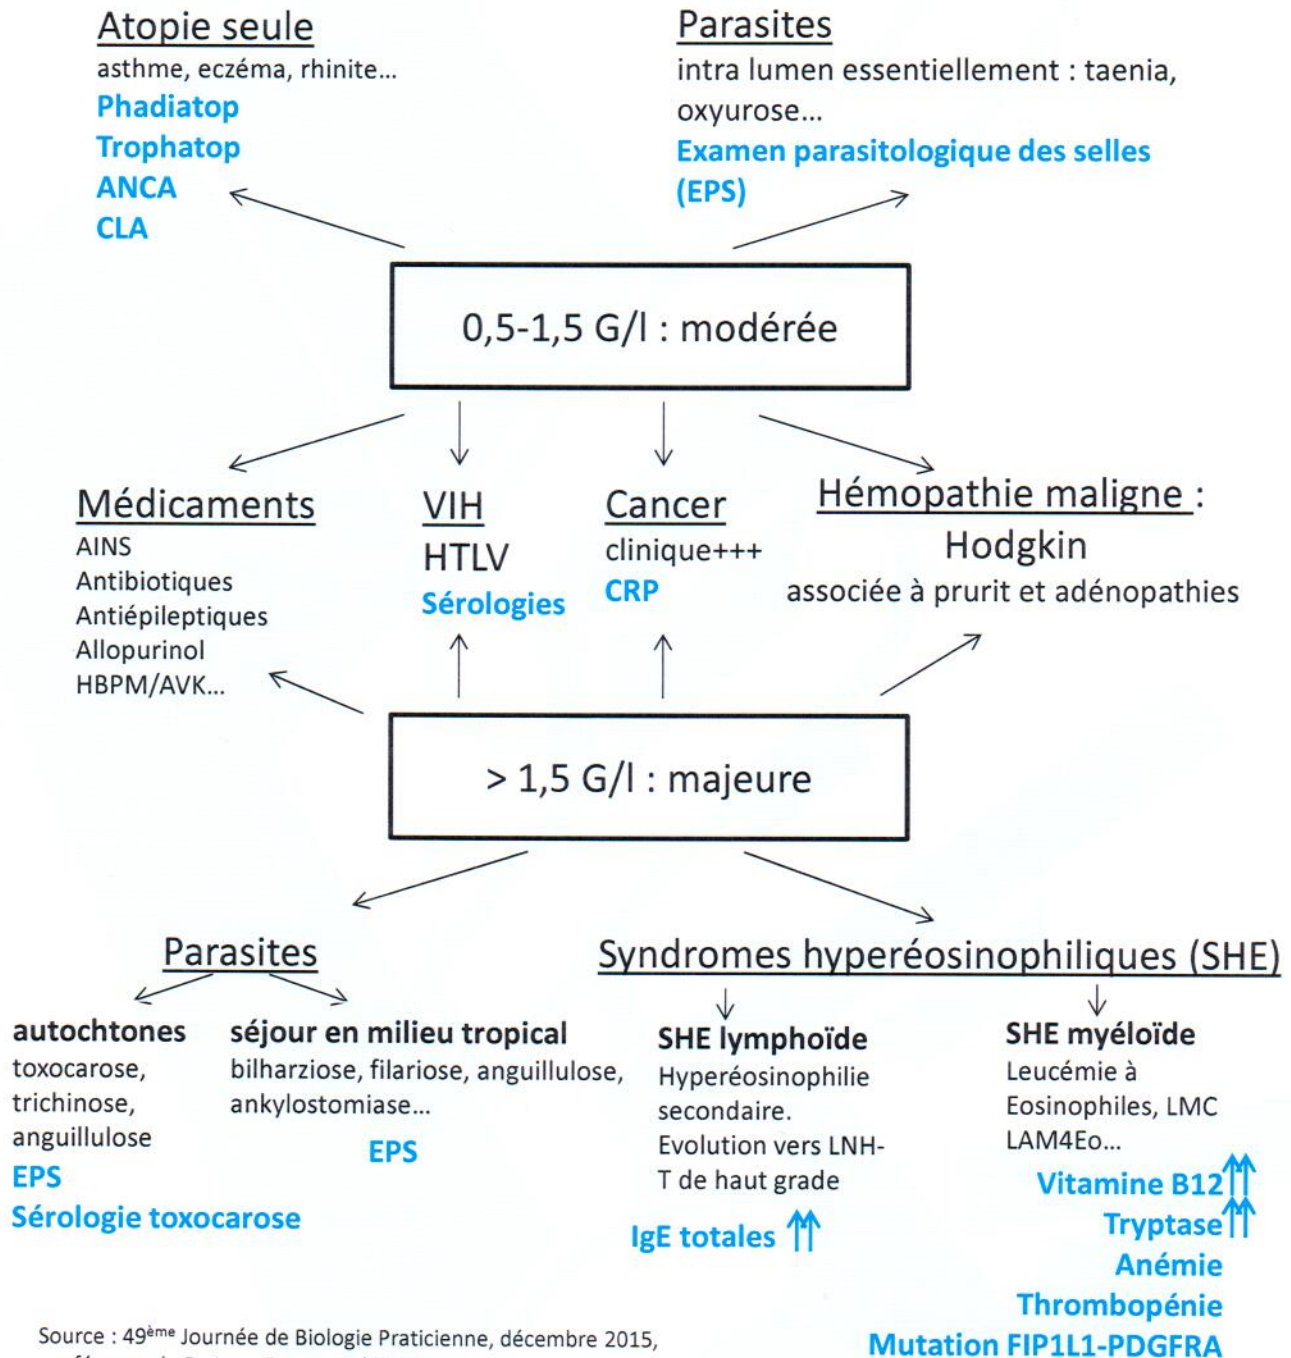 Atopie seule
asthme, eczéma, rhinite...
Phadiatop
Trophatop
ANCA
CLA
Parasites
intra lumen essentiellement : taenia,
oxyurose...
Examen parasitologique des selles
(EPS)
0,5-1,5 G/l : modérée
Médicaments
AINS
Antibiotiques
Antiépileptiques
Allopurinol
HBPM/AVK...
VIH
HTLV
Sérologies
Cancer
clinique+++
CRP
Hémopathie maligne :
Hodgkin
associée à prurit et adénopathies
> 1,5 G/l : majeure
Parasites
autochtones
toxocarose,
trichinose,
anguillulose
EPS
Sérologie toxocarose
séjour en milieu tropical
bilharziose, filariose, anguillulose,
ankylostomiase...
EPS
Syndromes hyperéosinophiliques (SHE)
SHE lymphoïde
Hyperéosinophilie
secondaire.
Evolution vers LNH-
T de haut grade
IgE totales ⇈
SHE myéloïde
Leucémie à
Eosinophiles, LMC
LAM4Eo...
Vitamine B12⇈
Tryptase⇈
Anémie
Thrombopénie
Mutation FIP1L1-PDGFRA
Source : 49ème Journée de Biologie Praticienne, décembre 2015,